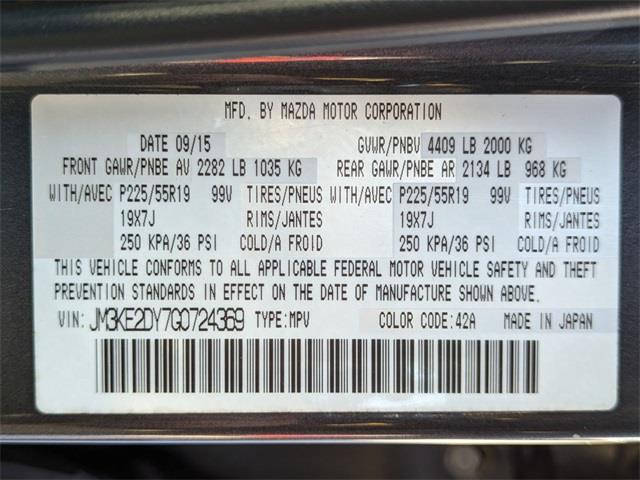 MFD. BY MAZDA MOTOR CORPORATION
DATE 09/15 GVWR/PNBV 4409 LB 2000 KG
FRONT GAWR/PNBE AV 2282 LB 1035 KG REAR GAWR/PNBE AR 2134 LB 968 KG
WITH/AVEC P225/55R19 99V TIRES/PNEUS WITH/AVEC P225/55R19 99V TIRES/PNEUS
19X7J RIMS/JANTES 19X7J RIMS/JANTES
250 KPA/36 PSI COLD/A FROID 250 KPA/36 PSI COLD/A FROID
THIS VEHICLE CONFORMS TO ALL APPLICABLE FEDERAL MOTOR VEHICLE SAFETY AND THEFT
PREVENTION STANDARDS IN EFFECT ON THE DATE OF MANUFACTURE SHOWN ABOVE.
VIN: JM3KE2DY7G0724369 TYPE:MPV COLOR CODE:42A MADE IN JAPAN